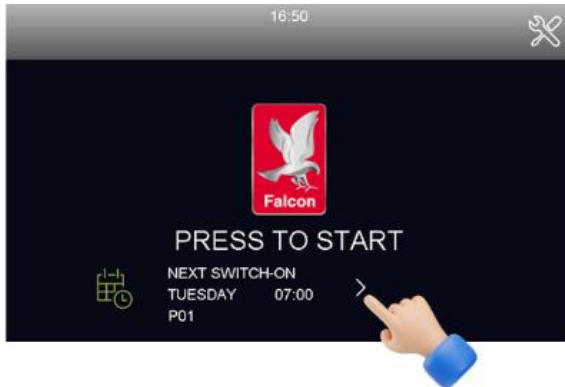 16:50
Falcon
PRESS TO START
NEXT SWITCH-ON
TUESDAY 07:00
P01